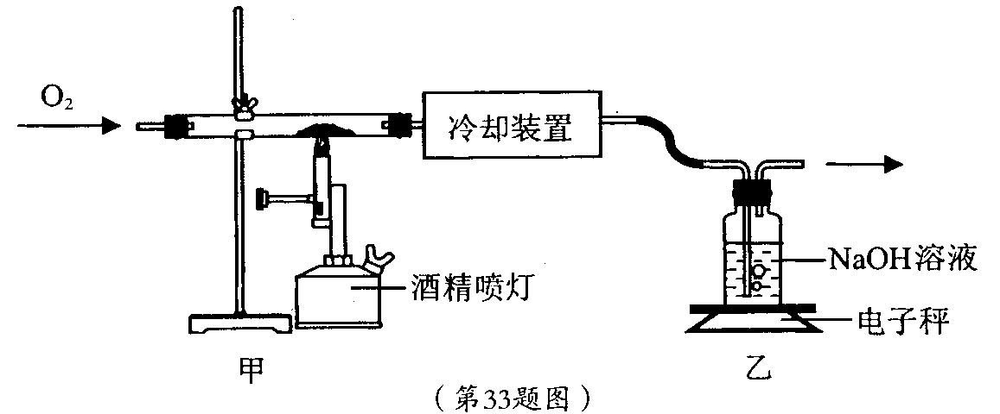 O₂
冷却装置
NaOH溶液
酒精喷灯
电子秤
甲
乙
（第33题图）